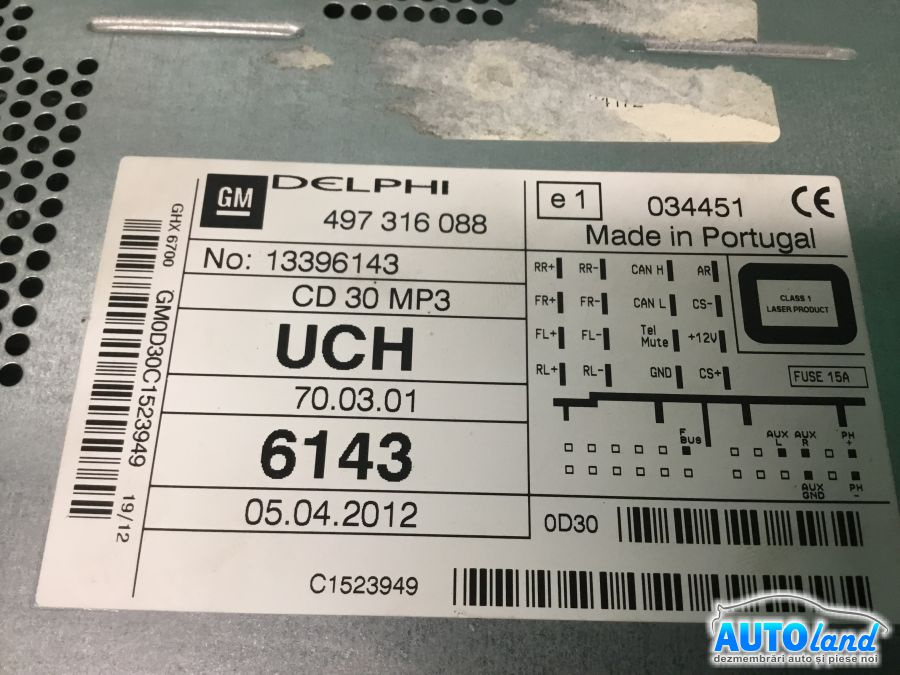 GM DELPHI
497 316 088
No: 13396143
CD 30 MP3
UCH
70.03.01
6143
05.04.2012
C1523949
GHX 6700
GM0D30C1523949
19/12
e1 034451 CE
Made in Portugal
RR+ RR- CAN H AR
FR+ FR- CAN L CS-
FL+ FL- Tel Mute +12V
RL+ RL- GND CS+
CLASS 1
LASER PRODUCT
FUSE 15A
F BUS
AUX L AUX R PH +
AUX GND PH -
0D30
AUTOland
dezmembrări auto și piese noi